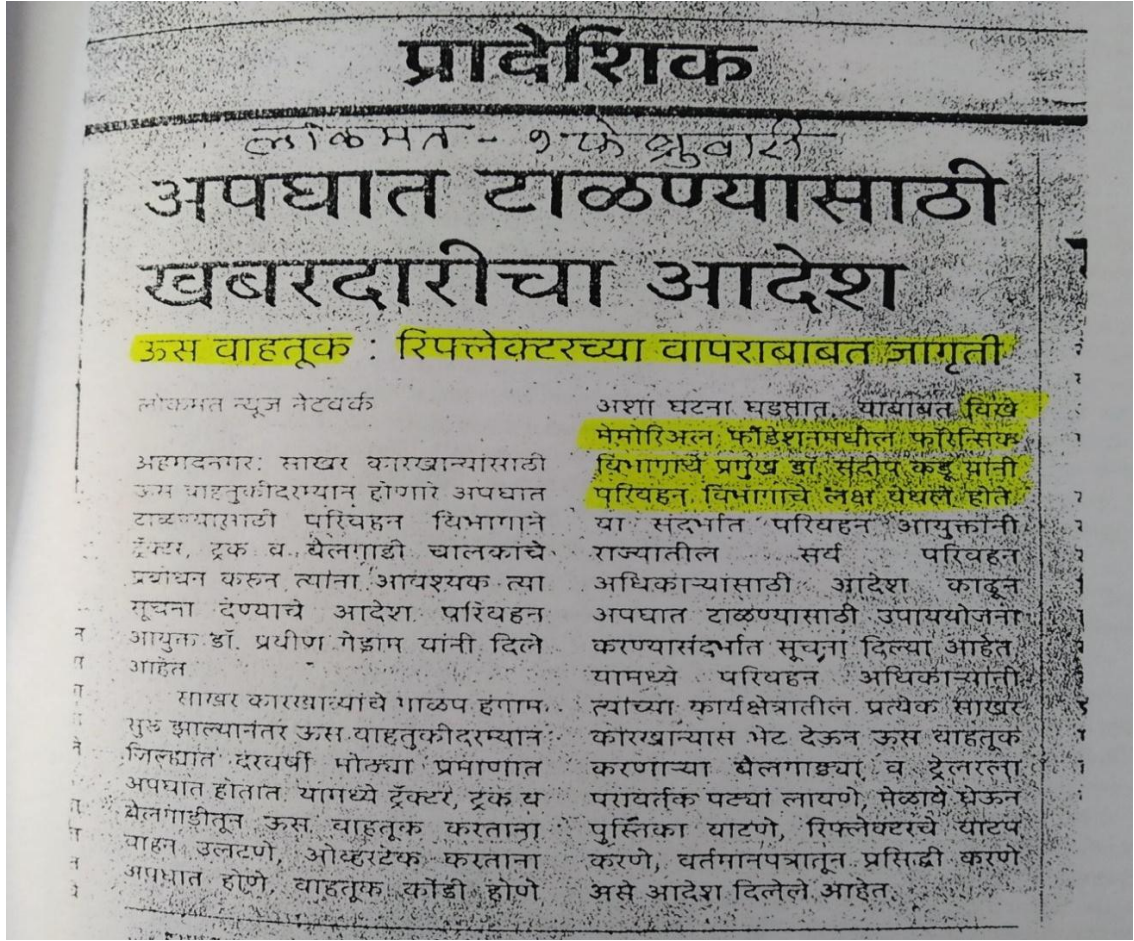 प्रादेशिक
लोकमत - १ फेब्रुवारी
अपघात टाळण्यासाठी
खबरदारीचा आदेश
ऊस वाहतूक : रिफ्लेक्टरच्या वापराबाबत जागृती
लोकमत न्यूज नेटवर्क
अहमदनगर: साखर कारखान्यांसाठी
ऊस वाहतुकीदरम्यान होणारे अपघात
टाळण्यासाठी परिवहन विभागाने
ट्रॅक्टर, ट्रक व बैलगाडी चालकांचे
प्रबोधन करुन त्यांना आवश्यक त्या
सूचना देण्याचे आदेश परिवहन
आयुक्त डॉ. प्रवीण गेडाम यांनी दिले
आहेत
साखर कारखान्यांचे गाळप हंगाम
सुरु झाल्यानंतर ऊस वाहतुकीदरम्यान
जिल्ह्यात दरवर्षी मोठ्या प्रमाणात
अपघात होतात. यामध्ये ट्रॅक्टर, ट्रक व
बैलगाडीतून ऊस वाहतूक करताना
वाहन उलटणे, ओव्हरटेक करताना
अपघात होणे, वाहतूक कोंडी होणे
अशा घटना घडतात. याबाबत विखे
मेमोरिअल फौंडेशनमधील फॉरेन्सिक
विभागाचे प्रमुख डॉ. संदीप कडू यांनी
परिवहन विभागाचे लक्ष वेधले होते
या संदर्भात परिवहन आयुक्तांनी
राज्यातील सर्व परिवहन
अधिकाऱ्यांसाठी आदेश काढून
अपघात टाळण्यासाठी उपाययोजना
करण्यासंदर्भात सूचना दिल्या आहेत
यामध्ये परिवहन अधिकाऱ्यांनी
त्यांच्या कार्यक्षेत्रातील प्रत्येक साखर
कारखान्यास भेट देऊन ऊस वाहतूक
करणाऱ्या बैलगाड्या व ट्रेलरला
परावर्तक पट्या लावणे, मेळावे घेऊन
पुस्तिका वाटणे, रिफ्लेक्टरचे वाटप
करणे, वर्तमानपत्रातून प्रसिद्धी करणे
असे आदेश दिलेले आहेत.